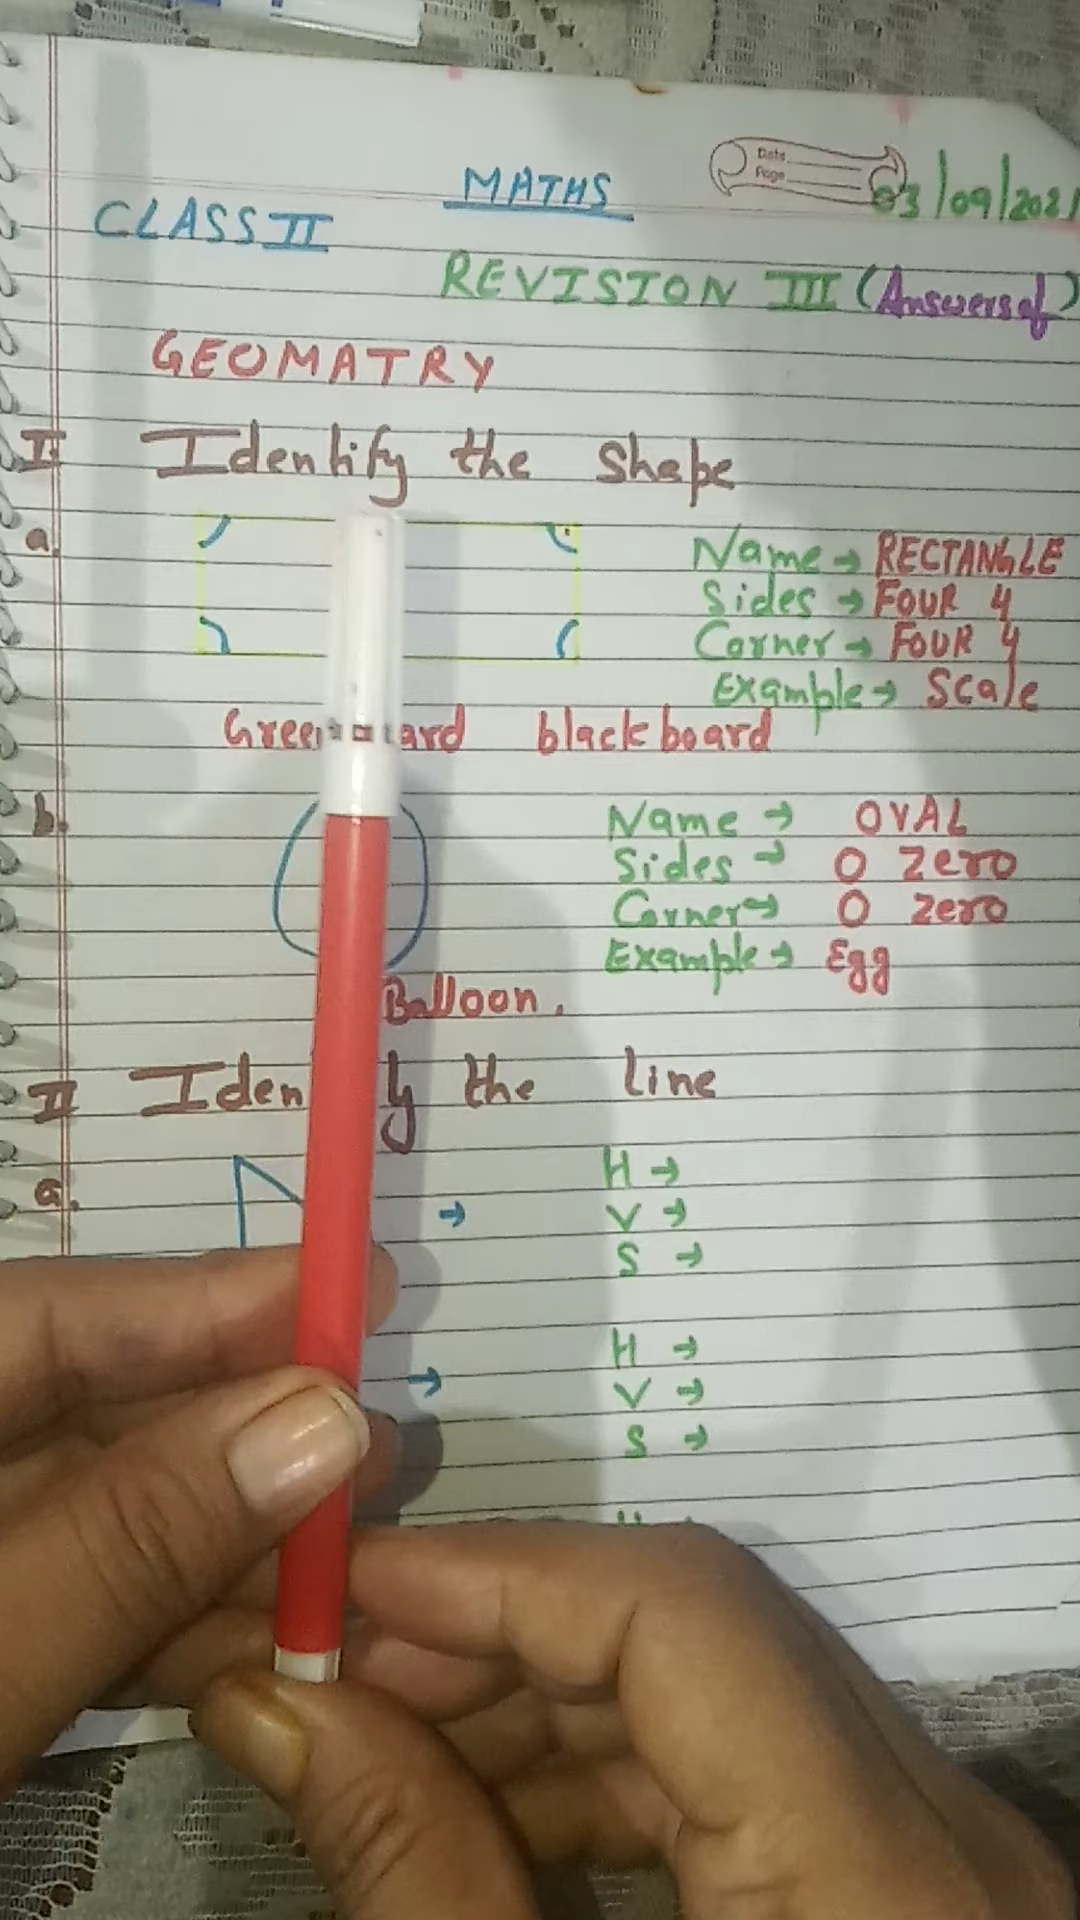 MATHS
Date
Page
03/09/2021
CLASS II
REVISION III (Answers of)
GEOMATRY
I. Identify the Shape
a.
Name → RECTANGLE
Sides → FOUR 4
Corner → FOUR 4
Example → Scale
blackboard
b.
Name → OVAL
Sides → 0 zero
Corner → 0 zero
Example → Egg
Balloon.
II the line
a.
→ H →
V →
S →
→ H →
V →
S →